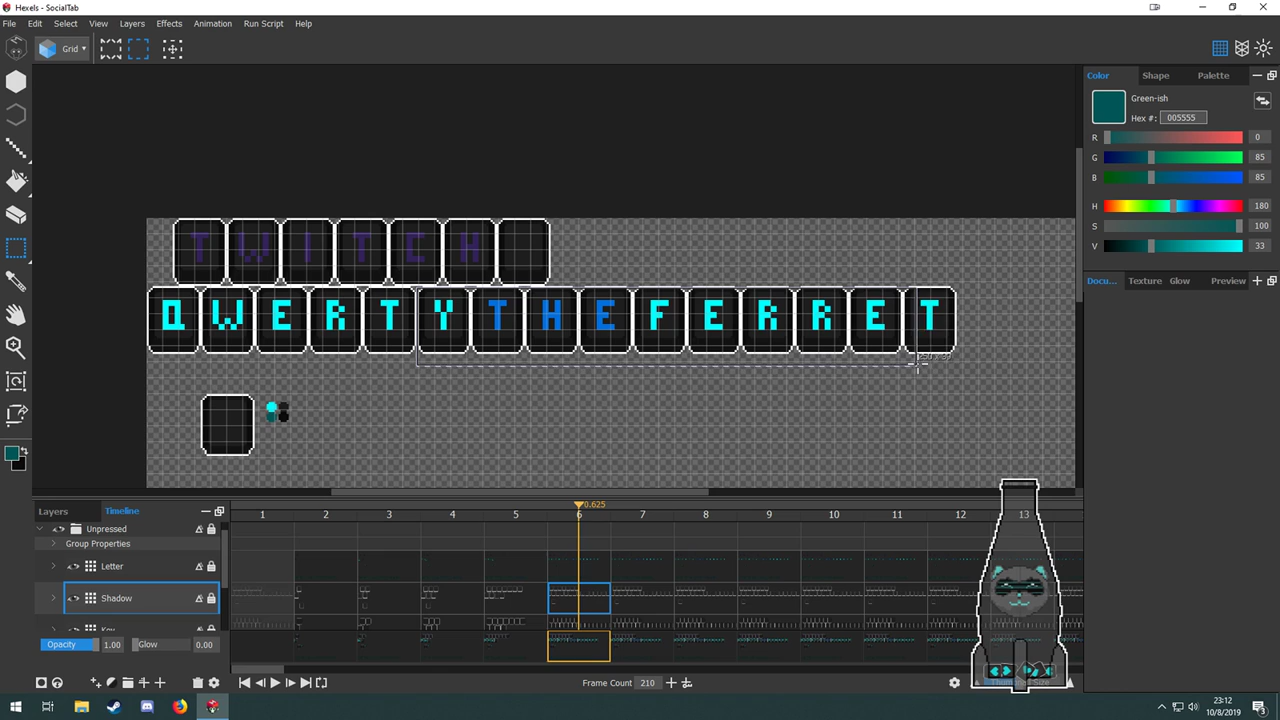 Hexels - SocialTab
File Edit Select View Layers Effects Animation Run Script Help
Grid
Color Shape Palette
Green-ish
Hex #: 005555
R 0
G 85
B 85
H 180
S 100
V 33
Docu... Texture Glow Preview
TWITCH
QWERTYTHEFERRET
Layers Timeline
0.625
1 2 3 4 5 6 7 8 9 10 11 12 13
Unpressed
Group Properties
Letter
Shadow
Key
Opacity 1.00 Glow 0.00
Frame Count 210
Size
23:12
10/8/2019
3